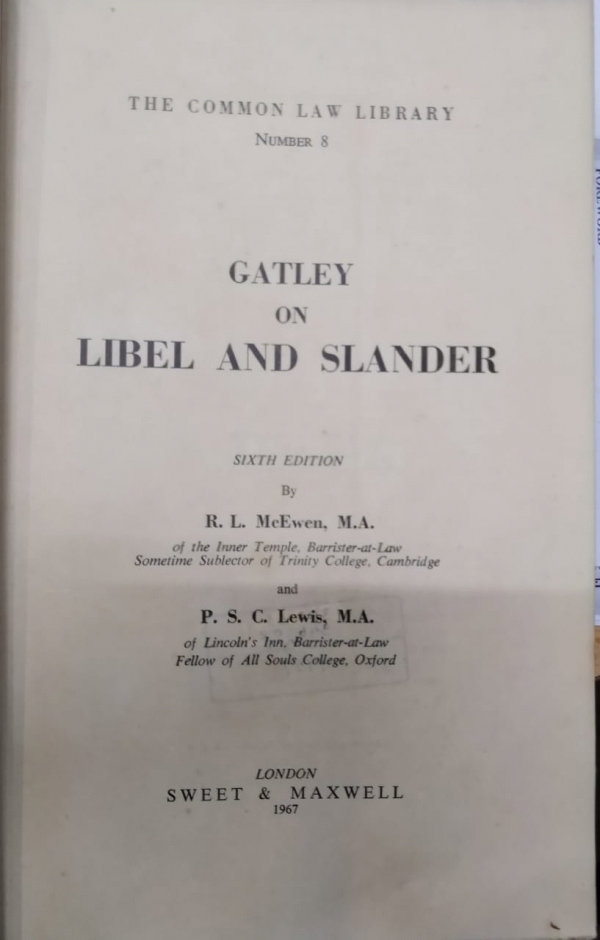 THE COMMON LAW LIBRARY
NUMBER 8
GATLEY
ON
LIBEL AND SLANDER
SIXTH EDITION
By
R. L. McEwen, M.A.
of the Inner Temple, Barrister-at-Law
Sometime Sublector of Trinity College, Cambridge
and
P. S. C. Lewis, M.A.
of Lincoln's Inn, Barrister-at-Law
Fellow of All Souls College, Oxford
LONDON
SWEET & MAXWELL
1967